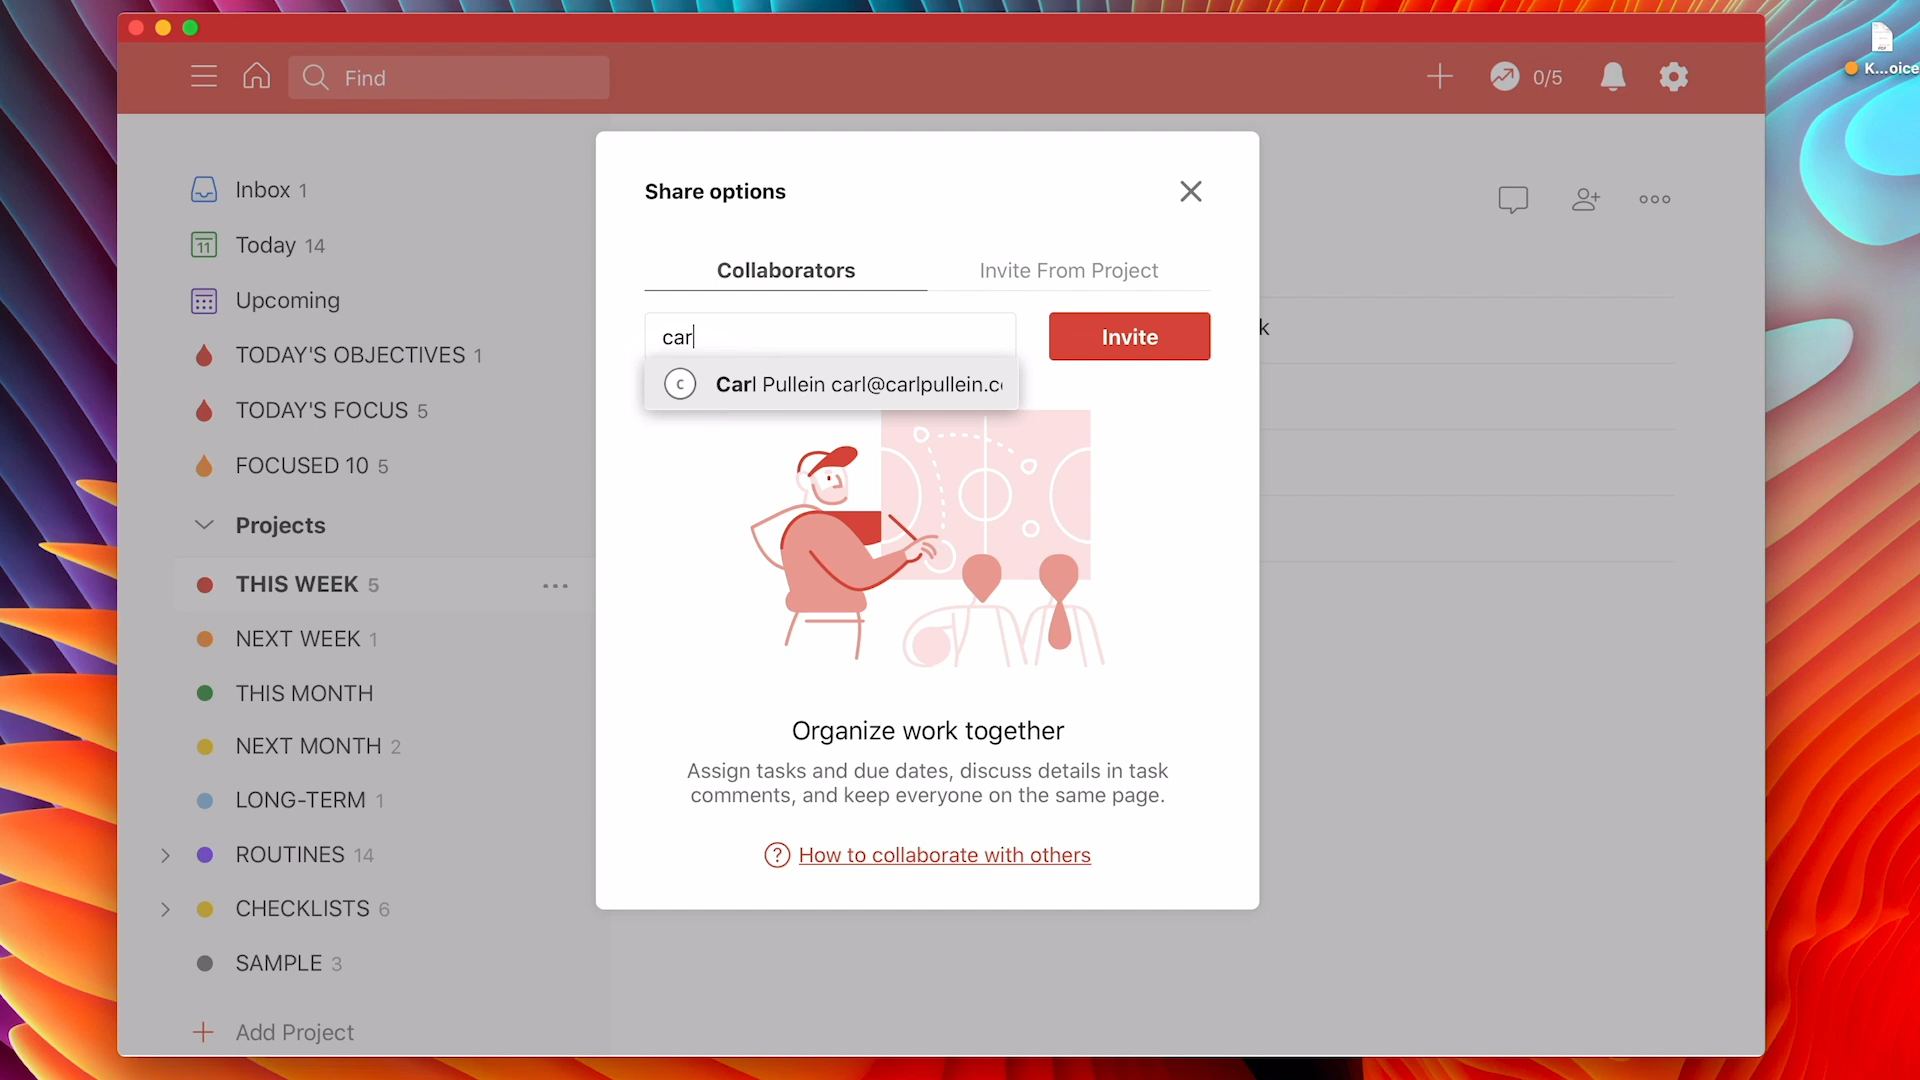 Find
0/5
K...oice
Inbox 1
11
Today 14
Upcoming
TODAY'S OBJECTIVES 1
TODAY'S FOCUS 5
FOCUSED 10 5
Projects
THIS WEEK 5
NEXT WEEK 1
THIS MONTH
NEXT MONTH 2
LONG-TERM 1
ROUTINES 14
CHECKLISTS 6
SAMPLE 3
Add Project
Share options
Collaborators
Invite From Project
car
Invite
k
C
Carl Pullein carl@carlpullein.c
Organize work together
Assign tasks and due dates, discuss details in task
comments, and keep everyone on the same page.
? How to collaborate with others